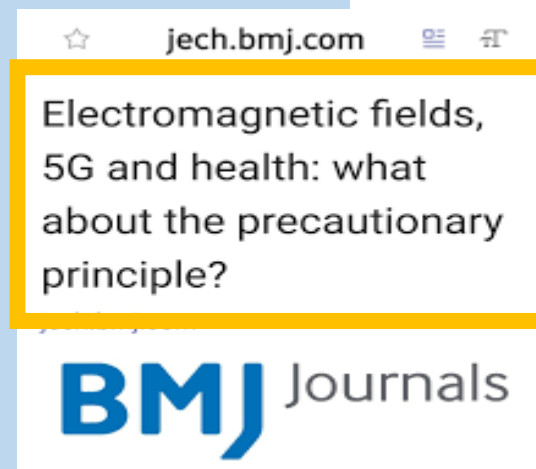 jech.bmj.com
Electromagnetic fields,
5G and health: what
about the precautionary
principle?
BMJ Journals